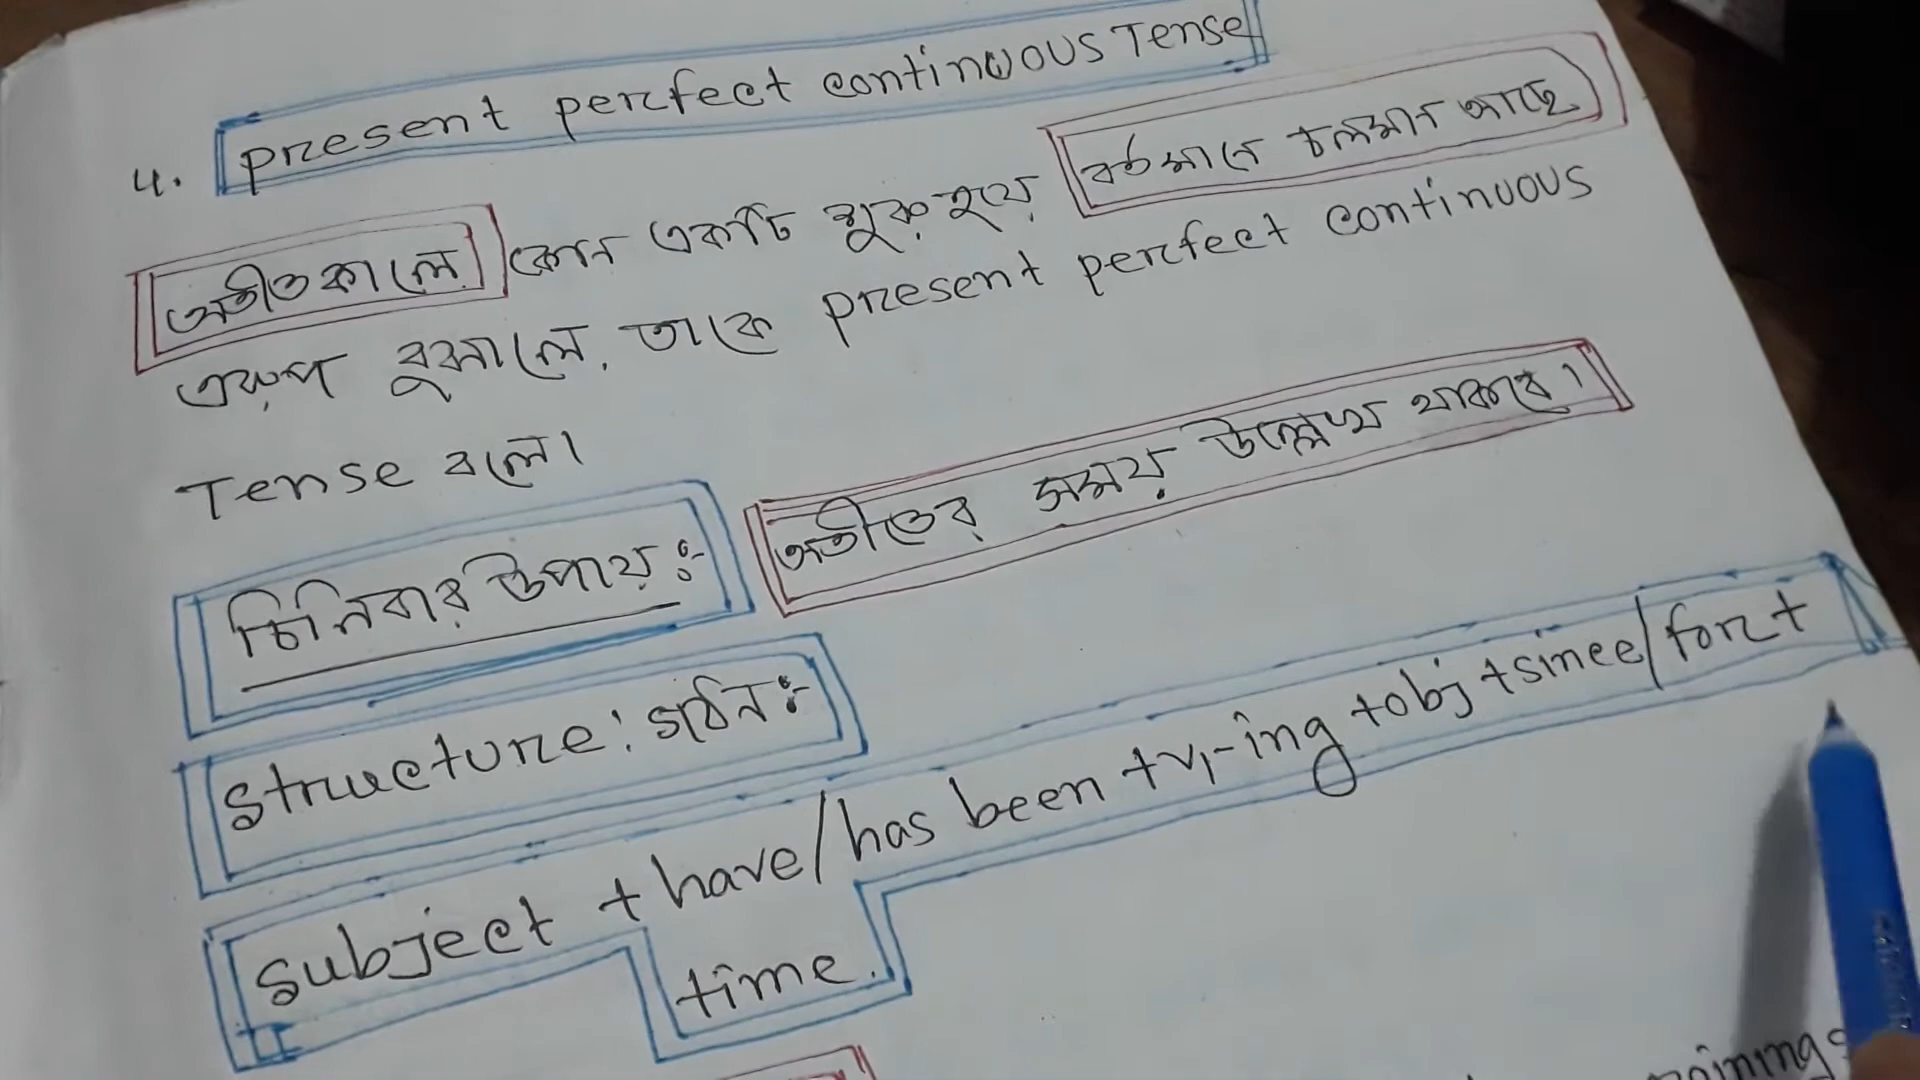 4. present perfect continuous Tense
অতীতকালে কোন একটি শুরু হয়ে বর্তমানে চলমান আছে
এরূপ বুঝালে, তাকে present perfect continuous
Tense বলে।
চিনিবার উপায়ঃ- অতীতের সময় উল্লেখ থাকবে।
structure: গঠনঃ-
subject + have/has been + v₁-ing + obj + since/for +
time.